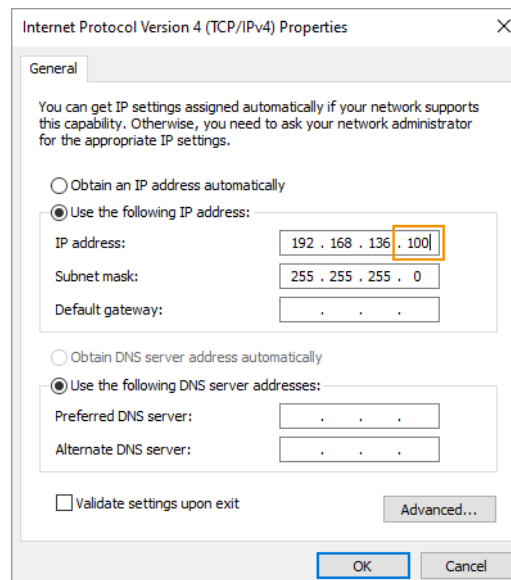 Internet Protocol Version 4 (TCP/IPv4) Properties
General
You can get IP settings assigned automatically if your network supports
this capability. Otherwise, you need to ask your network administrator
for the appropriate IP settings.
Obtain an IP address automatically
Use the following IP address:
IP address: 192 . 168 . 136 . 100
Subnet mask: 255 . 255 . 255 . 0
Default gateway: . . .
Obtain DNS server address automatically
Use the following DNS server addresses:
Preferred DNS server: . . .
Alternate DNS server: . . .
Validate settings upon exit
Advanced...
OK Cancel